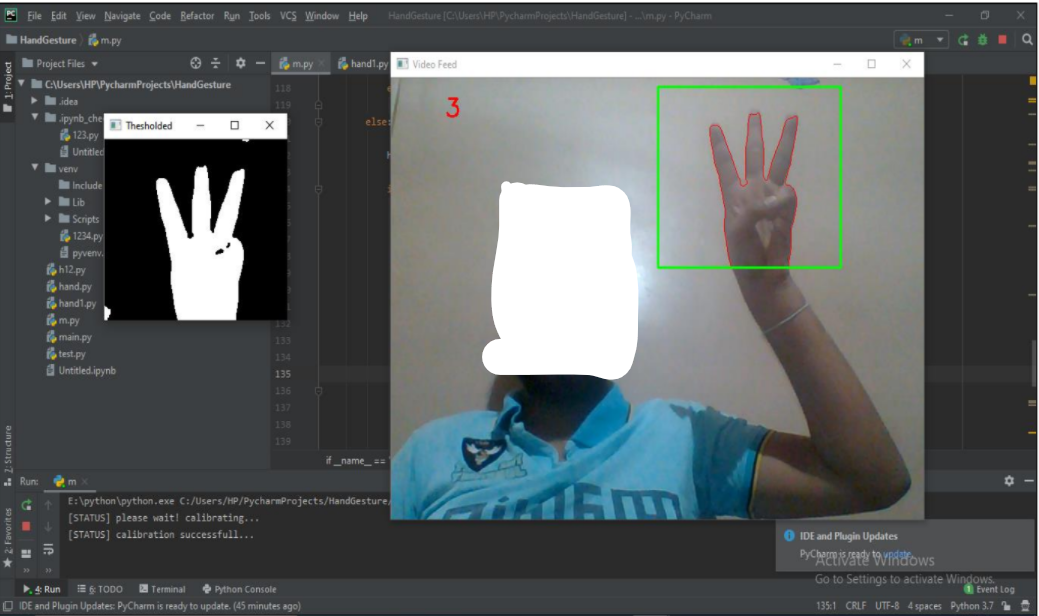 PC File Edit View Navigate Code Refactor Run Tools VCS Window Help HandGesture [C:\Users\HP\PycharmProjects\HandGesture] - ...\m.py - PyCharm
HandGesture m.py m
1: Project
Project Files
m.py hand1.py
C:\Users\HP\PycharmProjects\HandGesture
.idea
.ipynb_che
123.py
Untitled
venv
Include
Lib
Scripts
1234.py
pyvenv.
h12.py
hand.py
hand1.py
m.py
main.py
test.py
Untitled.ipynb
Thesholded
Video Feed
3
118
119
else:
132
133
134
135
136
137
138
139
if __name__ ==
Z: Structure
2: Favorites
Run: m
E:\python\python.exe C:/Users/HP/PycharmProjects/HandGesture/
[STATUS] please wait! calibrating...
[STATUS] calibration successfull...
IDE and Plugin Updates
PyCharm is ready to update.
Activate Windows
Go to Settings to activate Windows.
4: Run 6: TODO Terminal Python Console 1 Event Log
IDE and Plugin Updates: PyCharm is ready to update. (45 minutes ago) 135:1 CRLF UTF-8 4 spaces Python 3.7